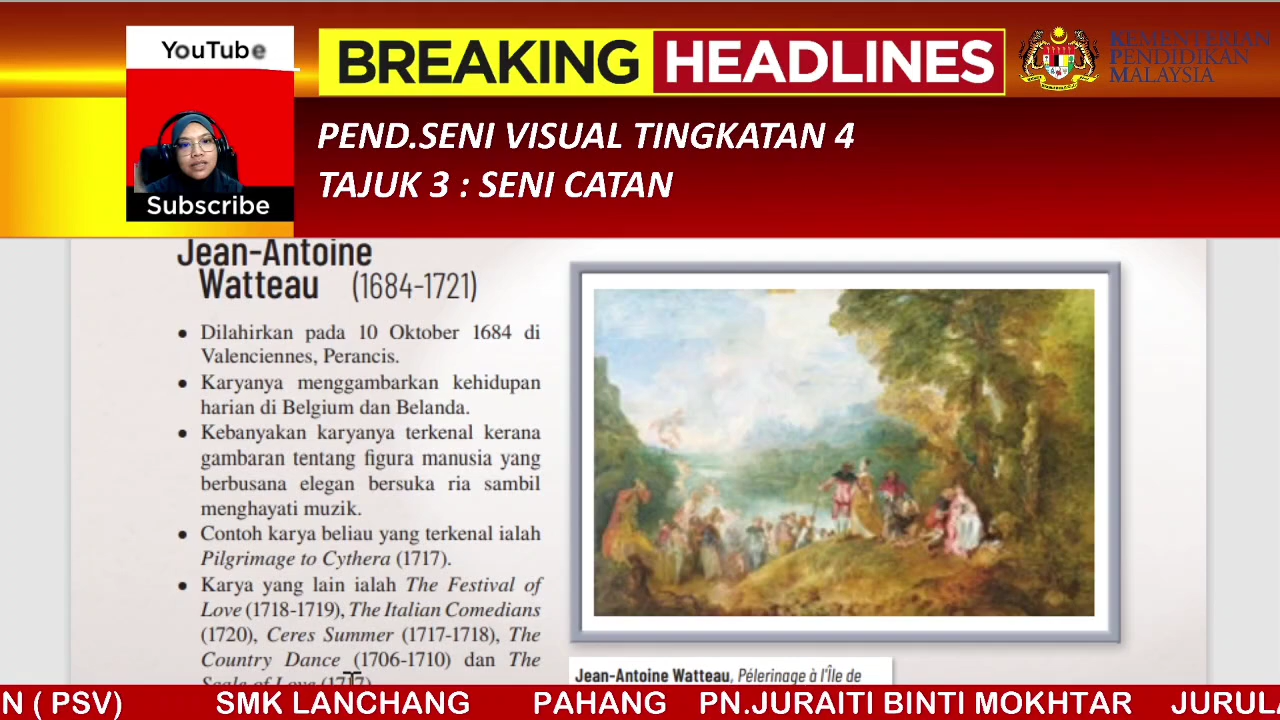 YouTube
BREAKING HEADLINES
KEMENTERIAN
PENDIDIKAN
MALAYSIA
Subscribe
PEND.SENI VISUAL TINGKATAN 4
TAJUK 3 : SENI CATAN
Jean-Antoine
Watteau (1684-1721)
• Dilahirkan pada 10 Oktober 1684 di
Valenciennes, Perancis.
• Karyanya menggambarkan kehidupan
harian di Belgium dan Belanda.
• Kebanyakan karyanya terkenal kerana
gambaran tentang figura manusia yang
berbusana elegan bersuka ria sambil
menghayati muzik.
• Contoh karya beliau yang terkenal ialah
Pilgrimage to Cythera (1717).
• Karya yang lain ialah The Festival of
Love (1718-1719), The Italian Comedians
(1720), Ceres Summer (1717-1718), The
Country Dance (1706-1710) dan The
Scale of Love (1717)
Jean-Antoine Watteau, Pélerinage à l'Île de
N ( PSV) SMK LANCHANG PAHANG PN.JURAITI BINTI MOKHTAR JURUL